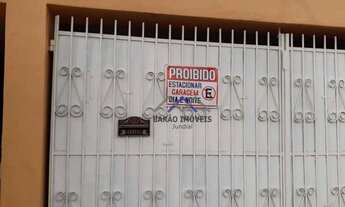 PROIBIDO
ESTACIONAR
GARAGEM
DIA E NOITE
E
BARÃO IMÓVEIS
Jundiaí